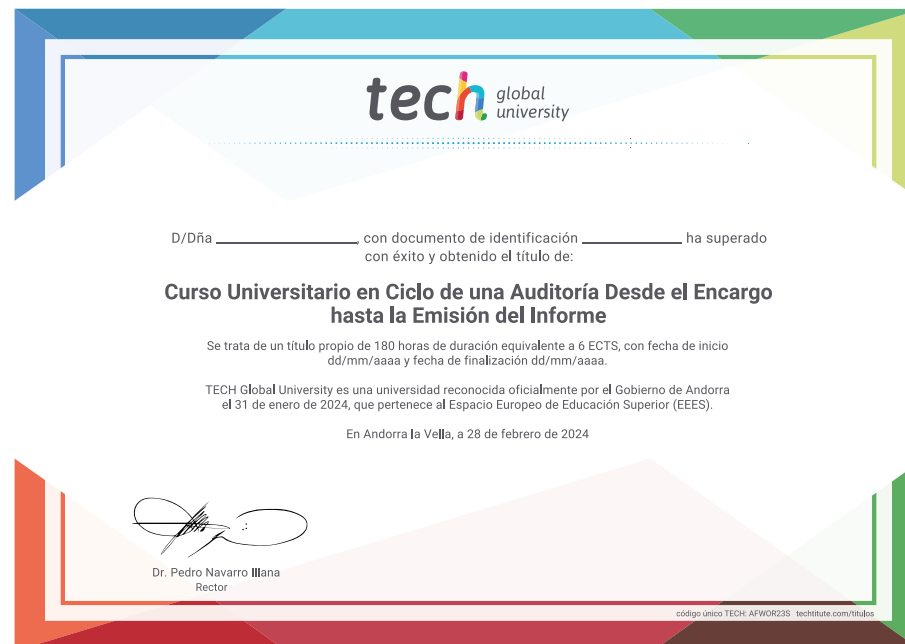 tech global university
D/Dña ____________________, con documento de identificación ______________ ha superado
con éxito y obtenido el título de:
Curso Universitario en Ciclo de una Auditoría Desde el Encargo
hasta la Emisión del Informe
Se trata de un título propio de 180 horas de duración equivalente a 6 ECTS, con fecha de inicio
dd/mm/aaaa y fecha de finalización dd/mm/aaaa.
TECH Global University es una universidad reconocida oficialmente por el Gobierno de Andorra
el 31 de enero de 2024, que pertenece al Espacio Europeo de Educación Superior (EEES).
En Andorra la Vella, a 28 de febrero de 2024
Dr. Pedro Navarro Illana
Rector
código único TECH: AFWOR23S techtitute.com/titulos